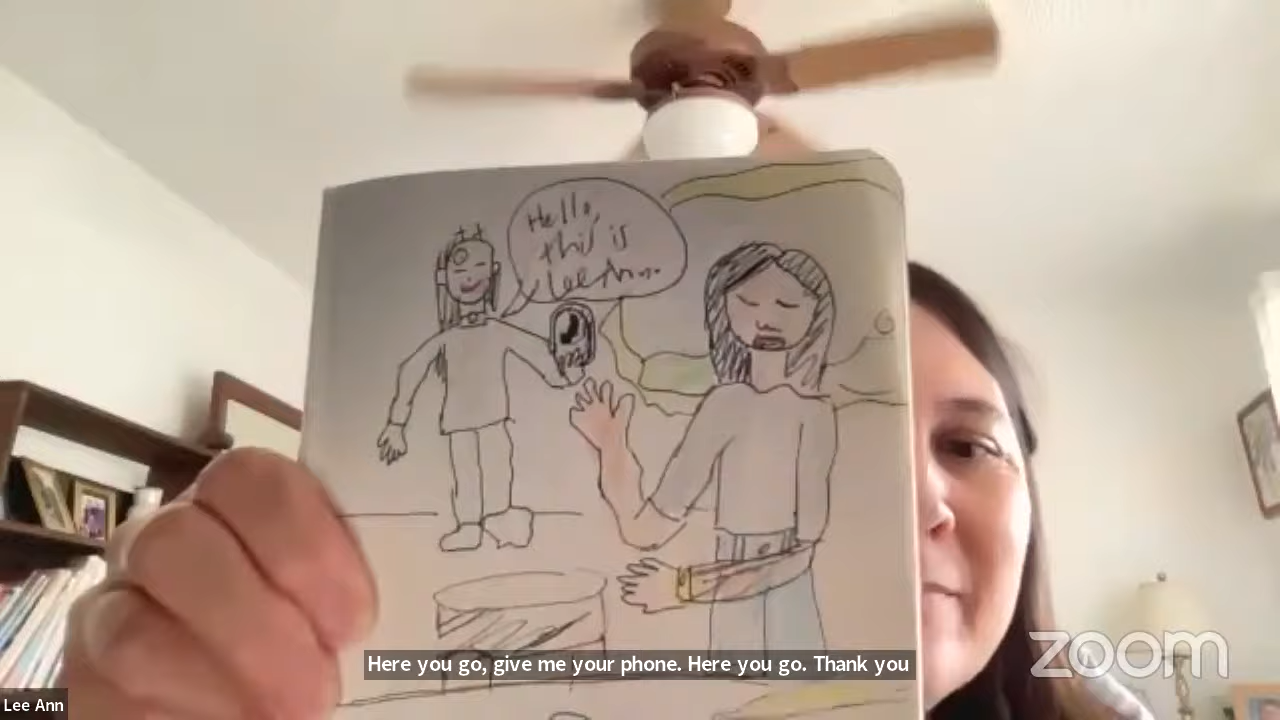 Hello,
this is
Lee Ann...
Here you go, give me your phone. Here you go. Thank you
zoom
Lee Ann